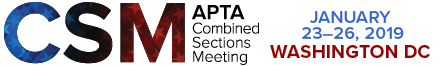 CSM
APTA
Combined
Sections
Meeting
JANUARY
23–26, 2019
WASHINGTON DC